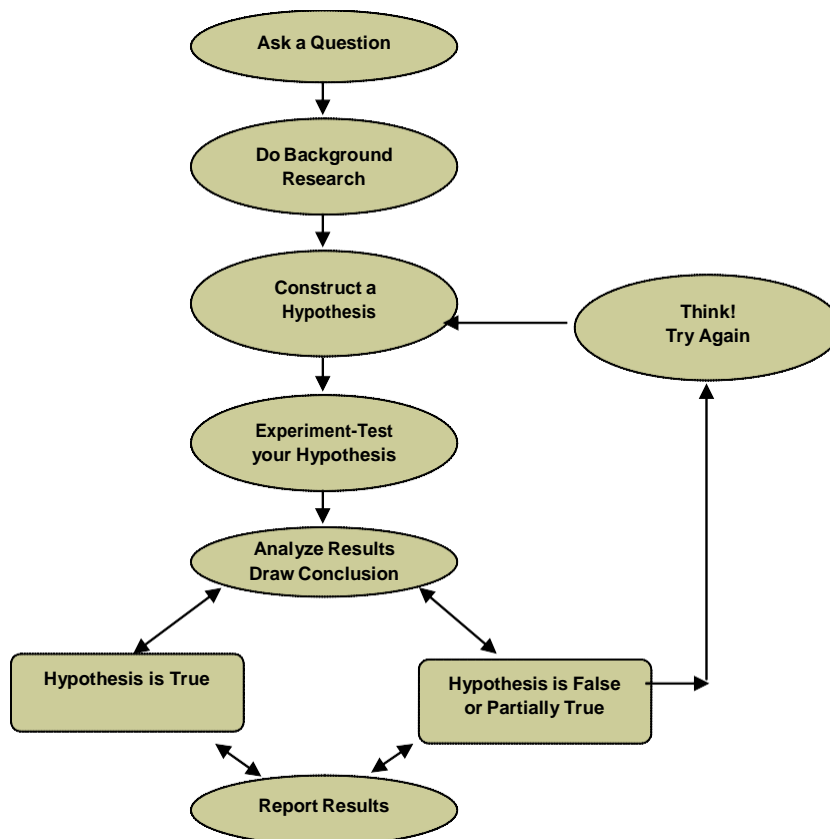 Ask a Question
Do Background
Research
Construct a
Hypothesis
Think!
Try Again
Experiment-Test
your Hypothesis
Analyze Results
Draw Conclusion
Hypothesis is True
Hypothesis is False
or Partially True
Report Results